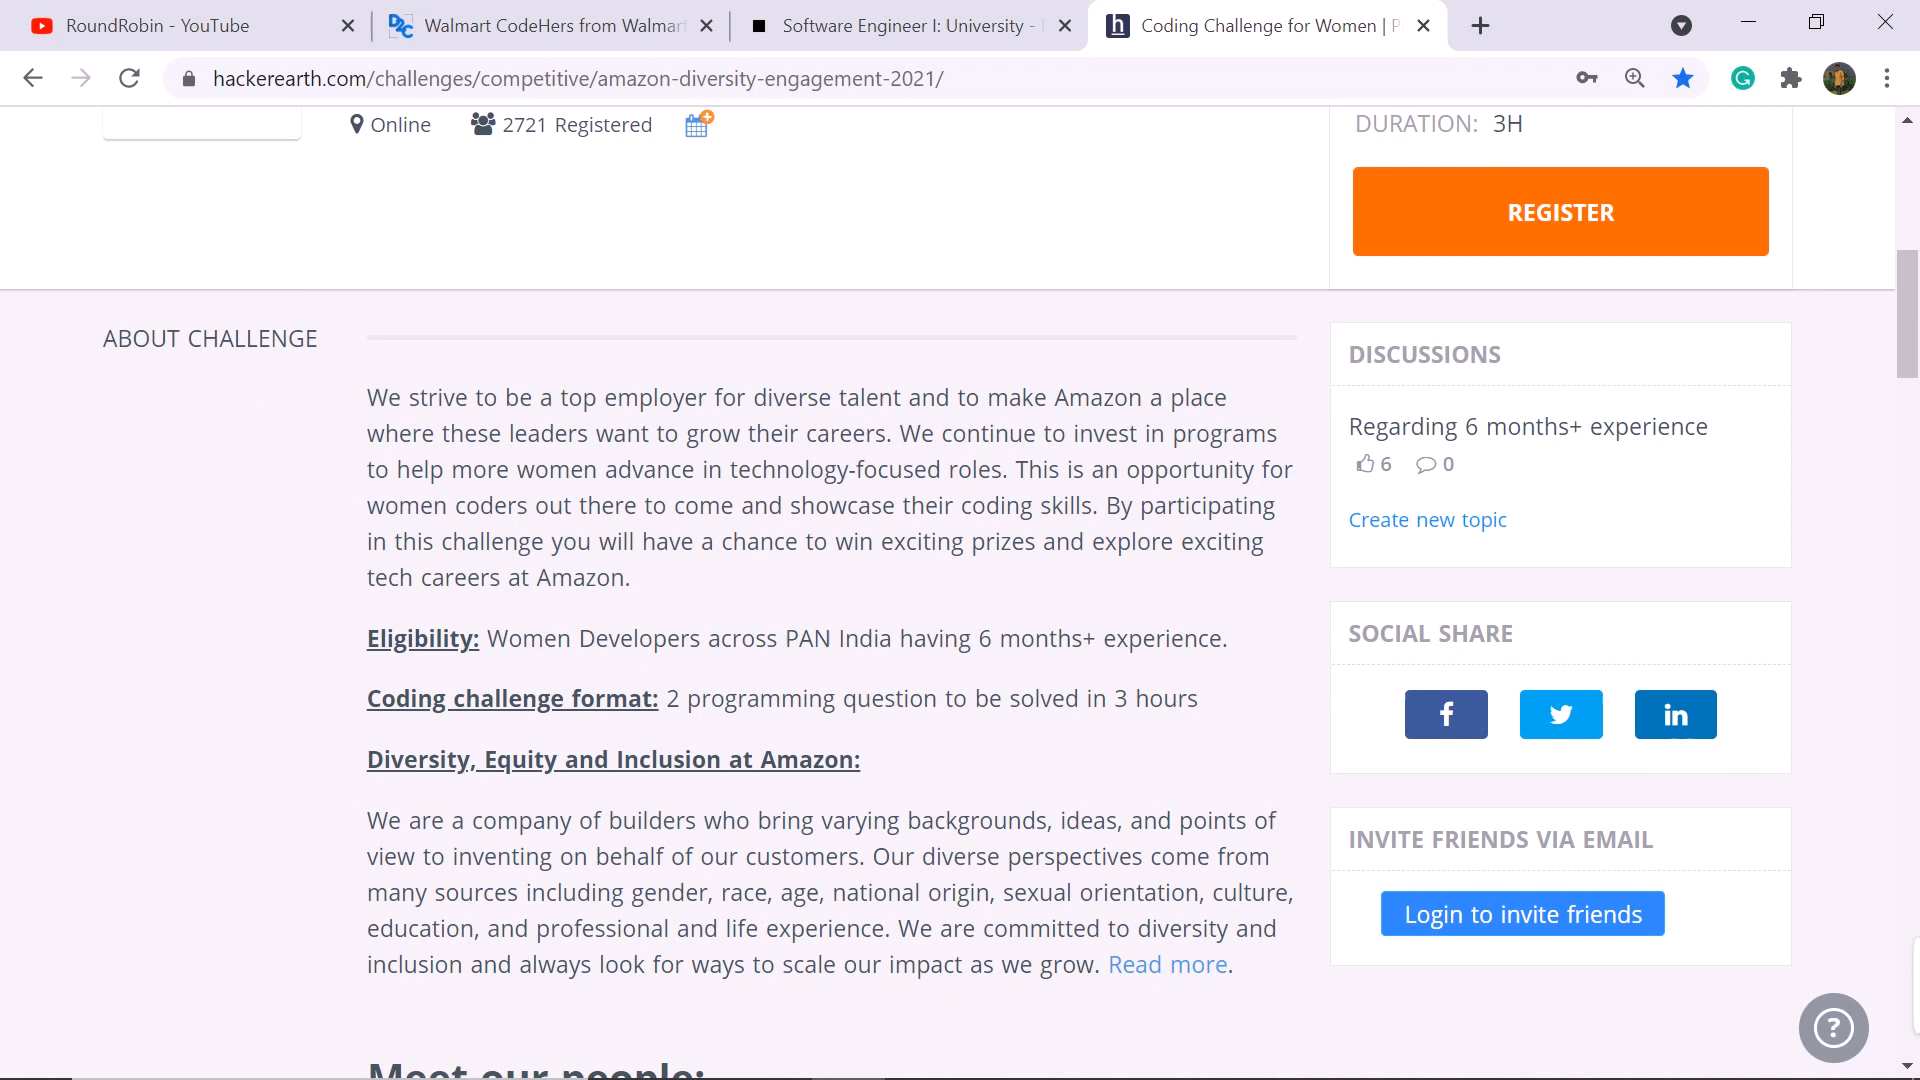 RoundRobin - YouTube
Walmart CodeHers from Walmar
Software Engineer I: University -
Coding Challenge for Women | P
hackerearth.com/challenges/competitive/amazon-diversity-engagement-2021/
Online
2721 Registered
DURATION: 3H
REGISTER
ABOUT CHALLENGE
We strive to be a top employer for diverse talent and to make Amazon a place
where these leaders want to grow their careers. We continue to invest in programs
to help more women advance in technology-focused roles. This is an opportunity for
women coders out there to come and showcase their coding skills. By participating
in this challenge you will have a chance to win exciting prizes and explore exciting
tech careers at Amazon.
Eligibility: Women Developers across PAN India having 6 months+ experience.
Coding challenge format: 2 programming question to be solved in 3 hours
Diversity, Equity and Inclusion at Amazon:
We are a company of builders who bring varying backgrounds, ideas, and points of
view to inventing on behalf of our customers. Our diverse perspectives come from
many sources including gender, race, age, national origin, sexual orientation, culture,
education, and professional and life experience. We are committed to diversity and
inclusion and always look for ways to scale our impact as we grow. Read more.
Meet our people:
DISCUSSIONS
Regarding 6 months+ experience
6
0
Create new topic
SOCIAL SHARE
f
in
INVITE FRIENDS VIA EMAIL
Login to invite friends
?